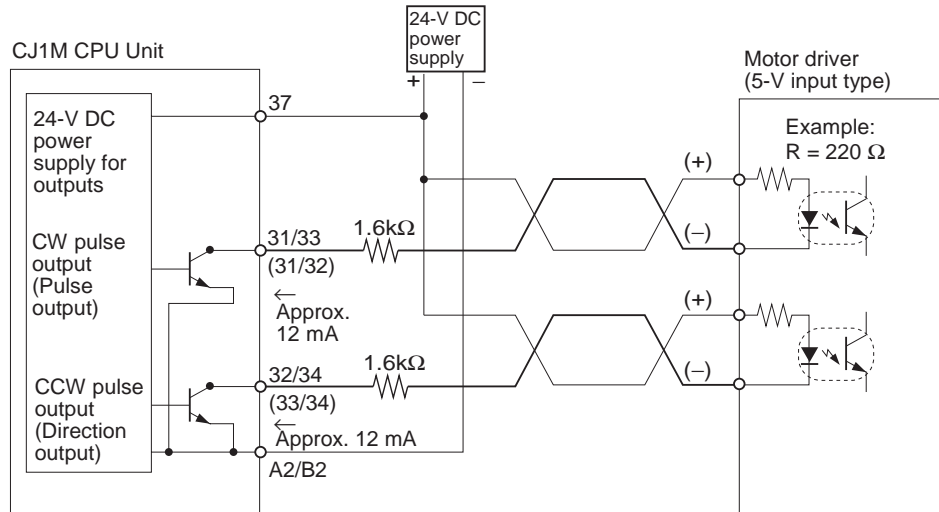 24-V DC
power
supply
+
–
CJ1M CPU Unit
Motor driver
(5-V input type)
24-V DC
power
supply for
outputs
37
Example:
R = 220 Ω
(+)
(–)
CW pulse
output
(Pulse
output)
31/33
(31/32)
1.6kΩ
←
Approx.
12 mA
(+)
(–)
CCW pulse
output
(Direction
output)
32/34
(33/34)
1.6kΩ
←
Approx. 12 mA
A2/B2